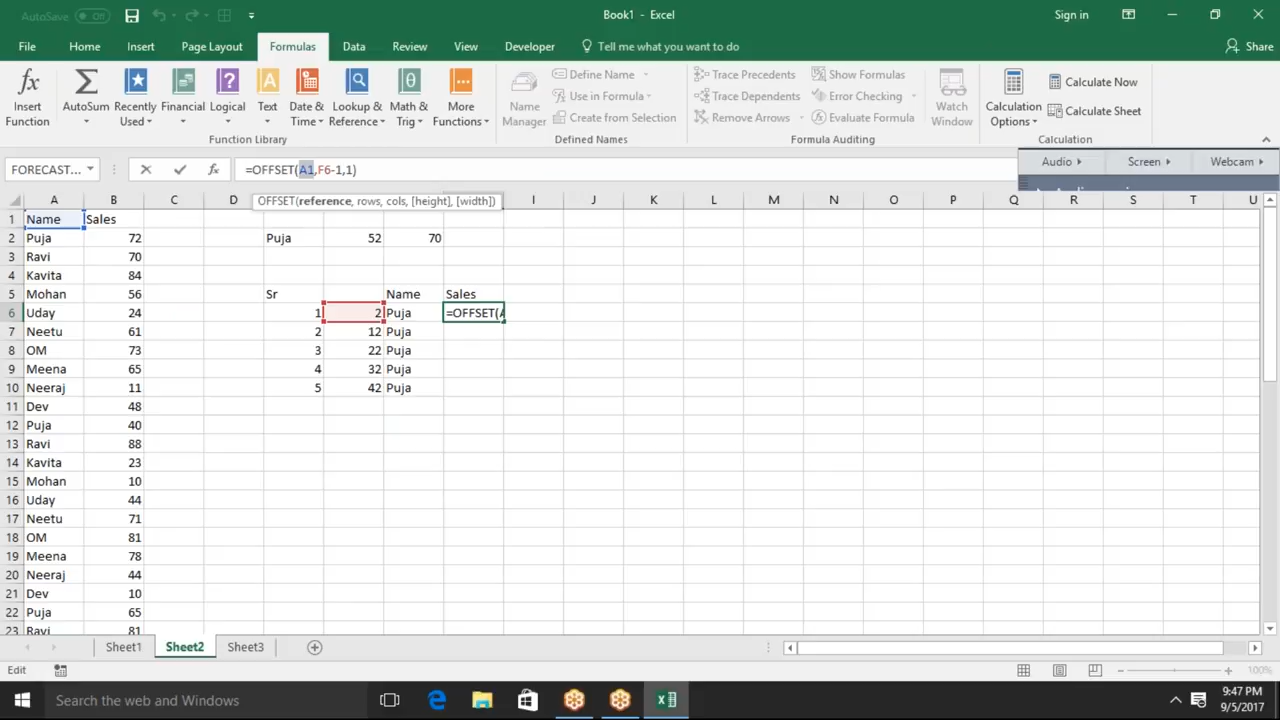 AutoSave Off
Book1 - Excel
Sign in
File Home Insert Page Layout Formulas Data Review View Developer Tell me what you want to do Share
Insert Function
AutoSum
Recently Used
Financial
Logical
Text
Date & Time
Lookup & Reference
Math & Trig
More Functions
Function Library
Name Manager
Define Name
Use in Formula
Create from Selection
Defined Names
Trace Precedents
Trace Dependents
Remove Arrows
Show Formulas
Error Checking
Evaluate Formula
Formula Auditing
Watch Window
Calculation Options
Calculate Now
Calculate Sheet
Calculation
FORECAST... fx =OFFSET(A1,F6-1,1)
Audio Screen Webcam
OFFSET(reference, rows, cols, [height], [width])
A B C D H I J K L M N O P Q R S T U
1 Name Sales
2 Puja 72 Puja 52 70
3 Ravi 70
4 Kavita 84
5 Mohan 56 Sr Name Sales
6 Uday 24 1 2 Puja =OFFSET(A
7 Neetu 61 2 12 Puja
8 OM 73 3 22 Puja
9 Meena 65 4 32 Puja
10 Neeraj 11 5 42 Puja
11 Dev 48
12 Puja 40
13 Ravi 88
14 Kavita 23
15 Mohan 10
16 Uday 44
17 Neetu 71
18 OM 81
19 Meena 78
20 Neeraj 44
21 Dev 10
22 Puja 65
23 Ravi 81
Sheet1 Sheet2 Sheet3
Edit
100%
Search the web and Windows
9:47 PM
9/5/2017